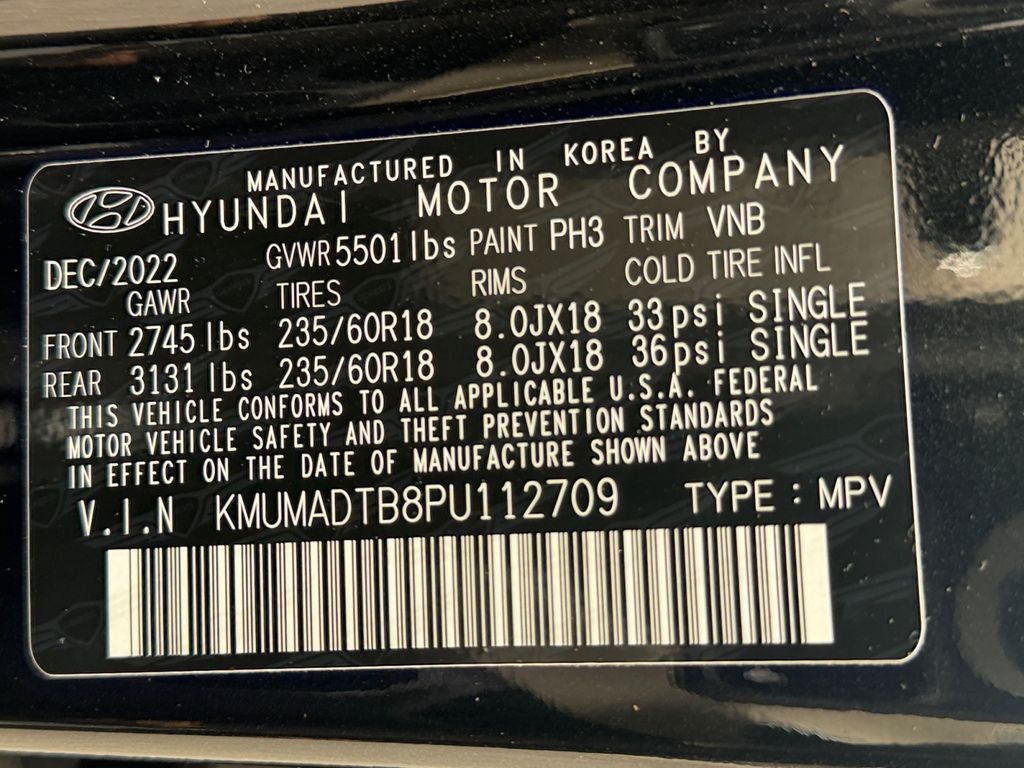 MANUFACTURED IN KOREA BY
HYUNDAI MOTOR COMPANY
DEC/2022 GVWR 5501 lbs PAINT PH3 TRIM VNB
GAWR TIRES RIMS COLD TIRE INFL
FRONT 2745 lbs 235/60R18 8.0JX18 33psi SINGLE
REAR 3131 lbs 235/60R18 8.0JX18 36psi SINGLE
THIS VEHICLE CONFORMS TO ALL APPLICABLE U.S.A. FEDERAL
MOTOR VEHICLE SAFETY AND THEFT PREVENTION STANDARDS
IN EFFECT ON THE DATE OF MANUFACTURE SHOWN ABOVE
V.I.N KMUMADTB8PU112709 TYPE : MPV